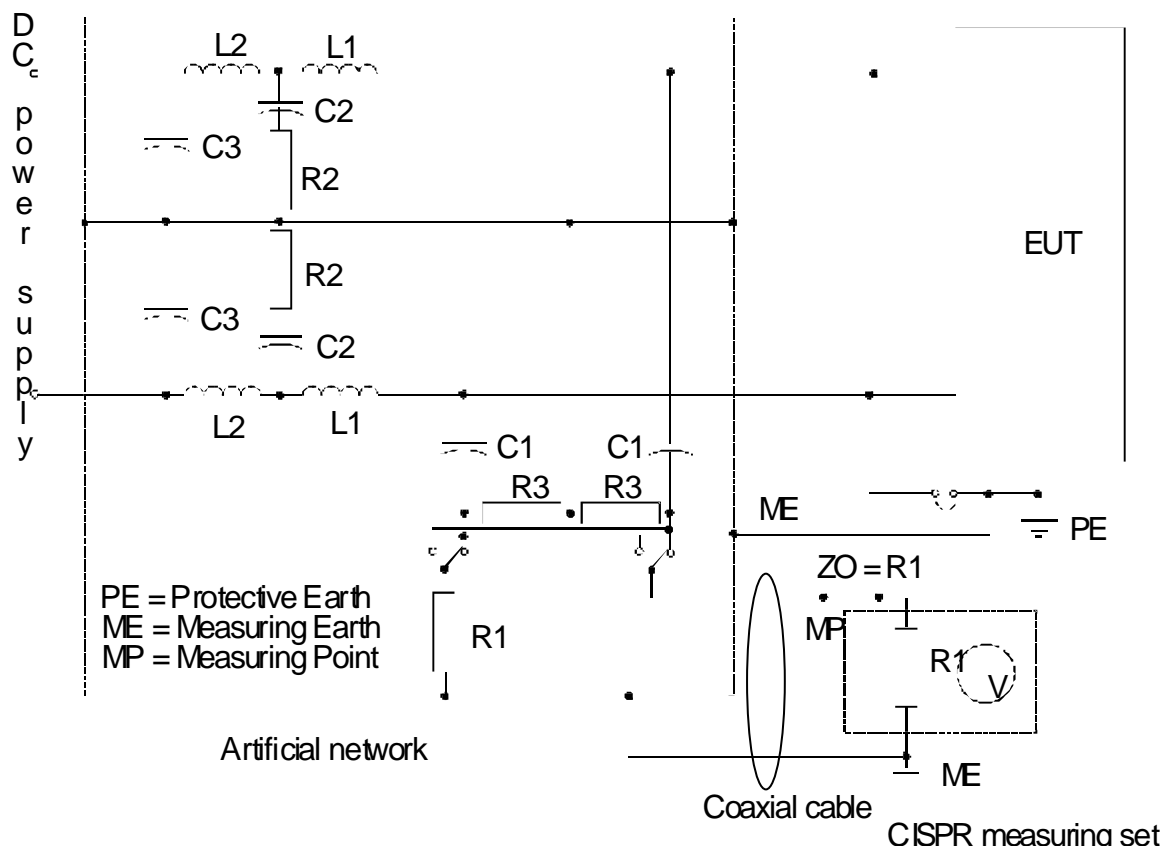 DC power supply
L2 L1
C2
C3
R2
EUT
R2
C3
C2
L2 L1
C1 C1
R3 R3
ME
PE
ZO = R1
PE = Protective Earth
ME = Measuring Earth
MP = Measuring Point
R1
MP
R1
V
Artificial network
ME
Coaxial cable
CISPR measuring set